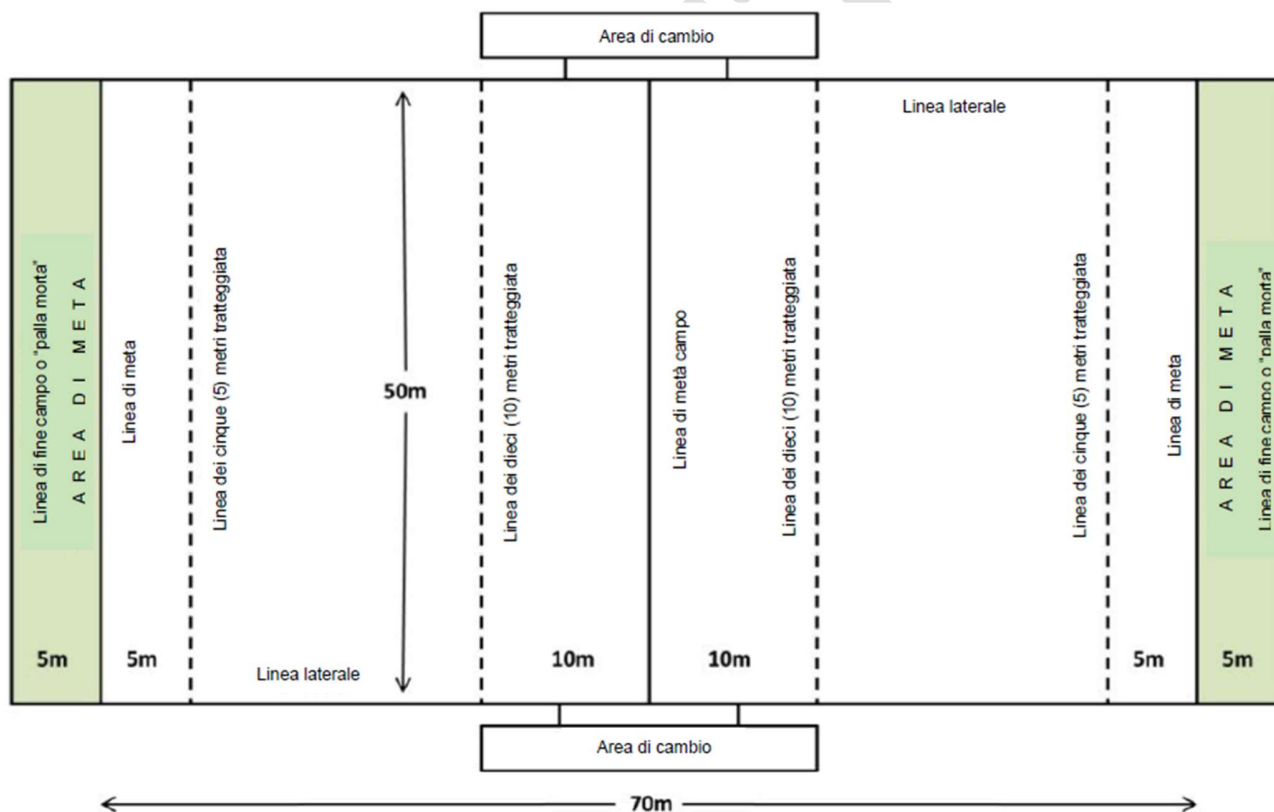 Area di cambio
Linea laterale
Linea di fine campo o "palla morta"
AREA DI META
Linea di meta
Linea dei cinque (5) metri tratteggiata
50m
Linea dei dieci (10) metri tratteggiata
Linea di metà campo
Linea dei dieci (10) metri tratteggiata
Linea dei cinque (5) metri tratteggiata
Linea di meta
AREA DI META
Linea di fine campo o "palla morta"
5m
5m
Linea laterale
10m
10m
5m
5m
Area di cambio
70m